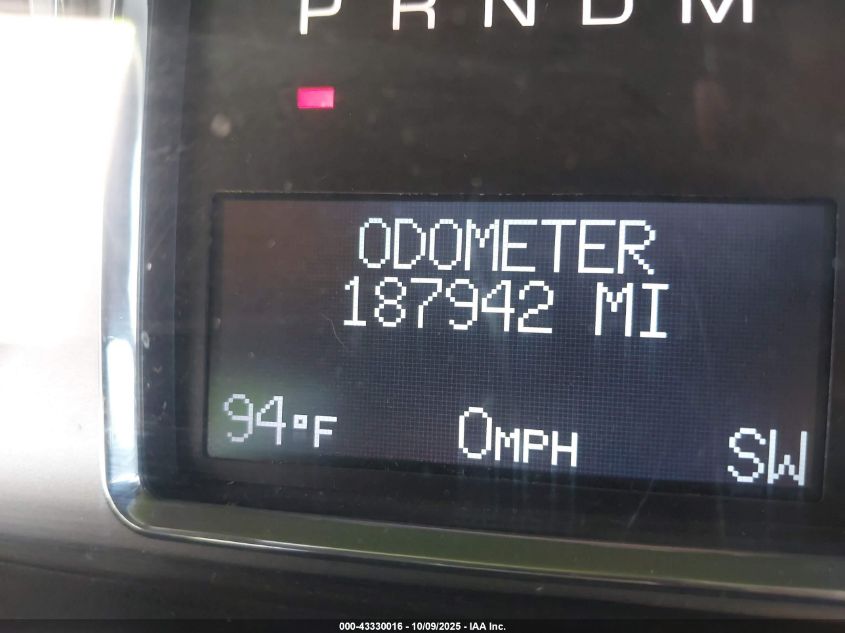 P R N D M
ODOMETER
187942 MI
94°F 0MPH SW
000-43330016 - 10/09/2025 - IAA Inc.